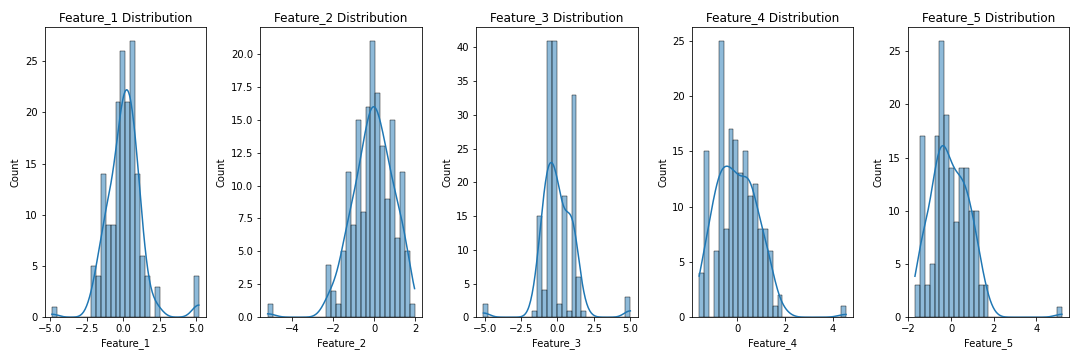 Feature_1 Distribution
Count
25
20
15
10
5
0
−5.0 −2.5 0.0 2.5 5.0
Feature_1
Feature_2 Distribution
Count
20.0
17.5
15.0
12.5
10.0
7.5
5.0
2.5
0.0
−4 −2 0 2
Feature_2
Feature_3 Distribution
Count
40
35
30
25
20
15
10
5
0
−5.0 −2.5 0.0 2.5 5.0
Feature_3
Feature_4 Distribution
Count
25
20
15
10
5
0
0 2 4
Feature_4
Feature_5 Distribution
Count
25
20
15
10
5
0
−2 0 2 4
Feature_5